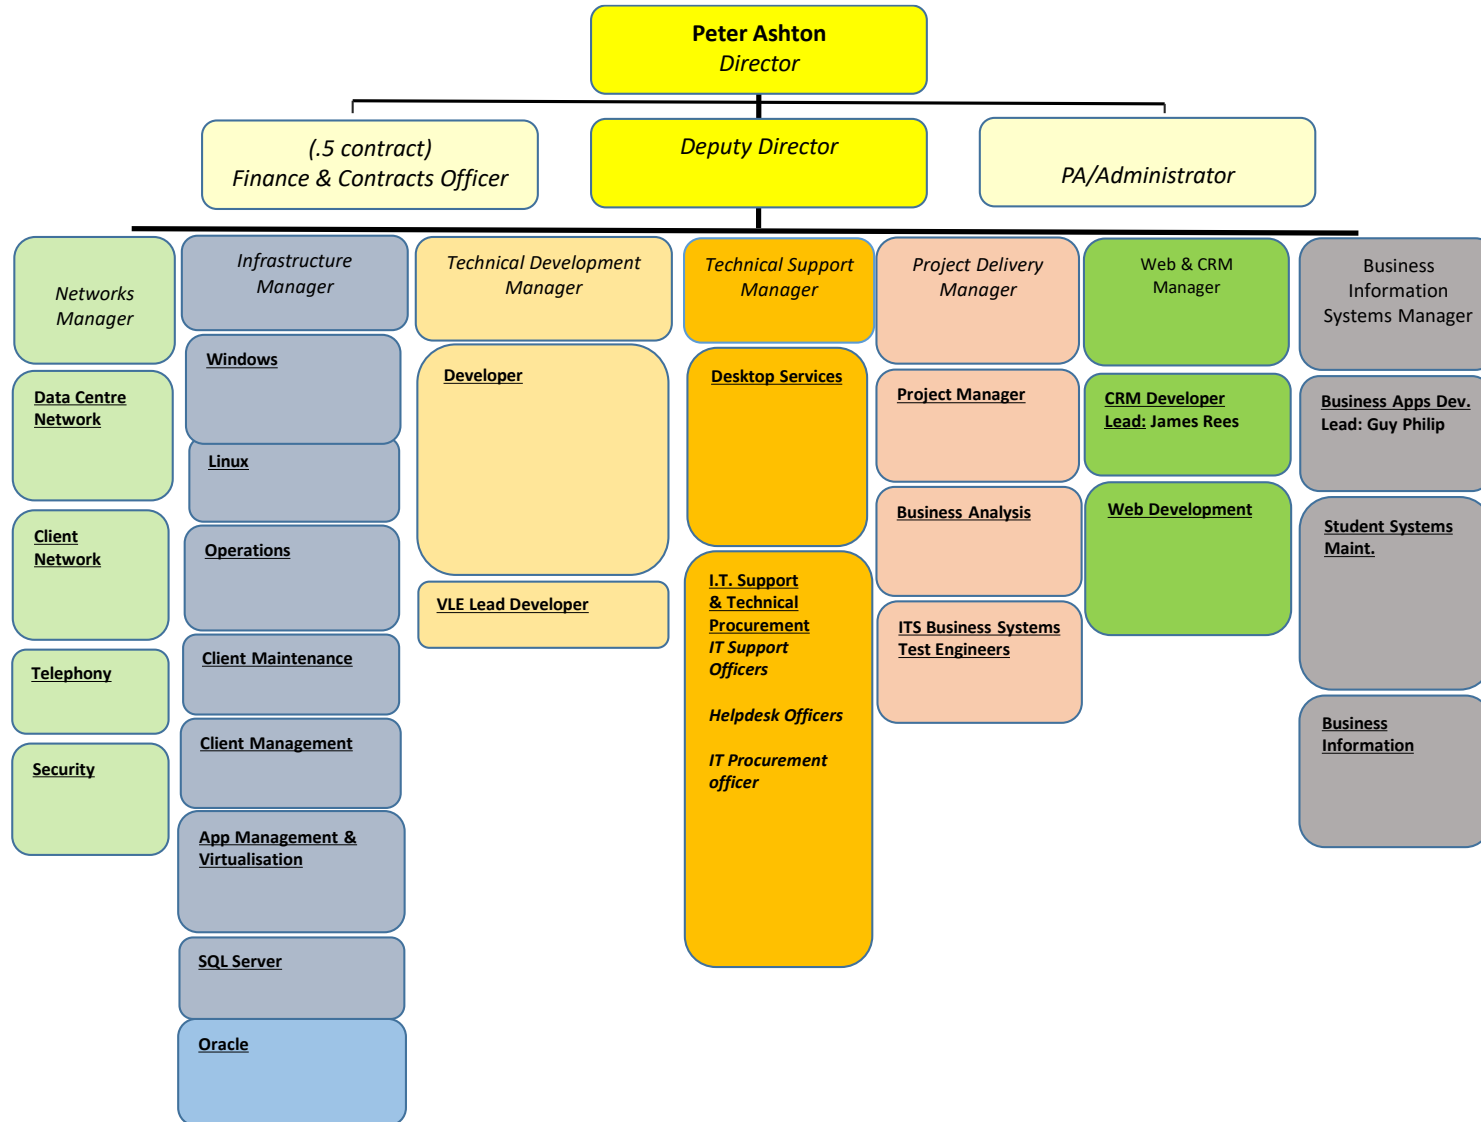 Peter Ashton
Director
(.5 contract)
Finance & Contracts Officer
Deputy Director
PA/Administrator
Networks
Manager
Data Centre
Network
Client
Network
Telephony
Security
Infrastructure
Manager
Windows
Linux
Operations
Client Maintenance
Client Management
App Management &
Virtualisation
SQL Server
Oracle
Technical Development
Manager
Developer
VLE Lead Developer
Technical Support
Manager
Desktop Services
I.T. Support
& Technical
Procurement
IT Support
Officers
Helpdesk Officers
IT Procurement
officer
Project Delivery
Manager
Project Manager
Business Analysis
ITS Business Systems
Test Engineers
Web & CRM
Manager
CRM Developer
Lead: James Rees
Web Development
Business
Information
Systems Manager
Business Apps Dev.
Lead: Guy Philip
Student Systems
Maint.
Business
Information